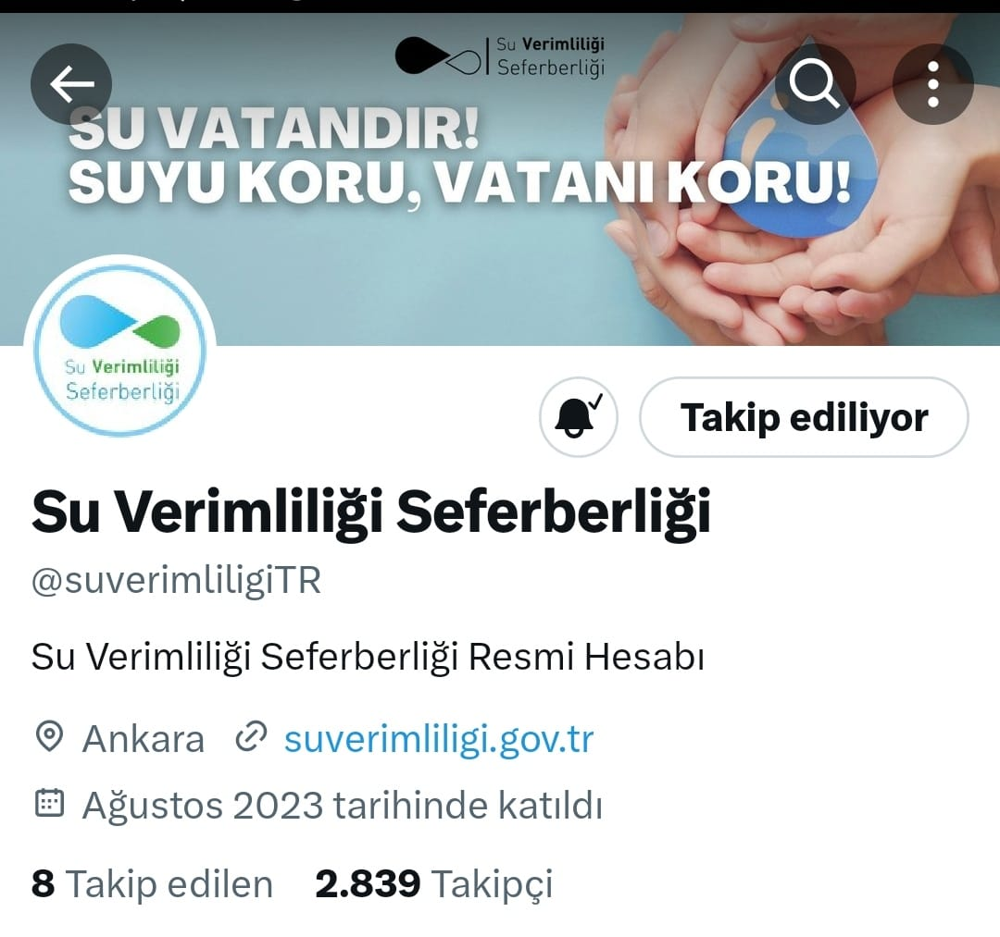 Su Verimliliği
Seferberliği
SU VATANDIR!
SUYU KORU, VATANI KORU!
Su Verimliliği
Seferberliği
Takip ediliyor
Su Verimliliği Seferberliği
@suverimliligiTR
Su Verimliliği Seferberliği Resmi Hesabı
Ankara suverimliligi.gov.tr
Ağustos 2023 tarihinde katıldı
8 Takip edilen 2.839 Takipçi